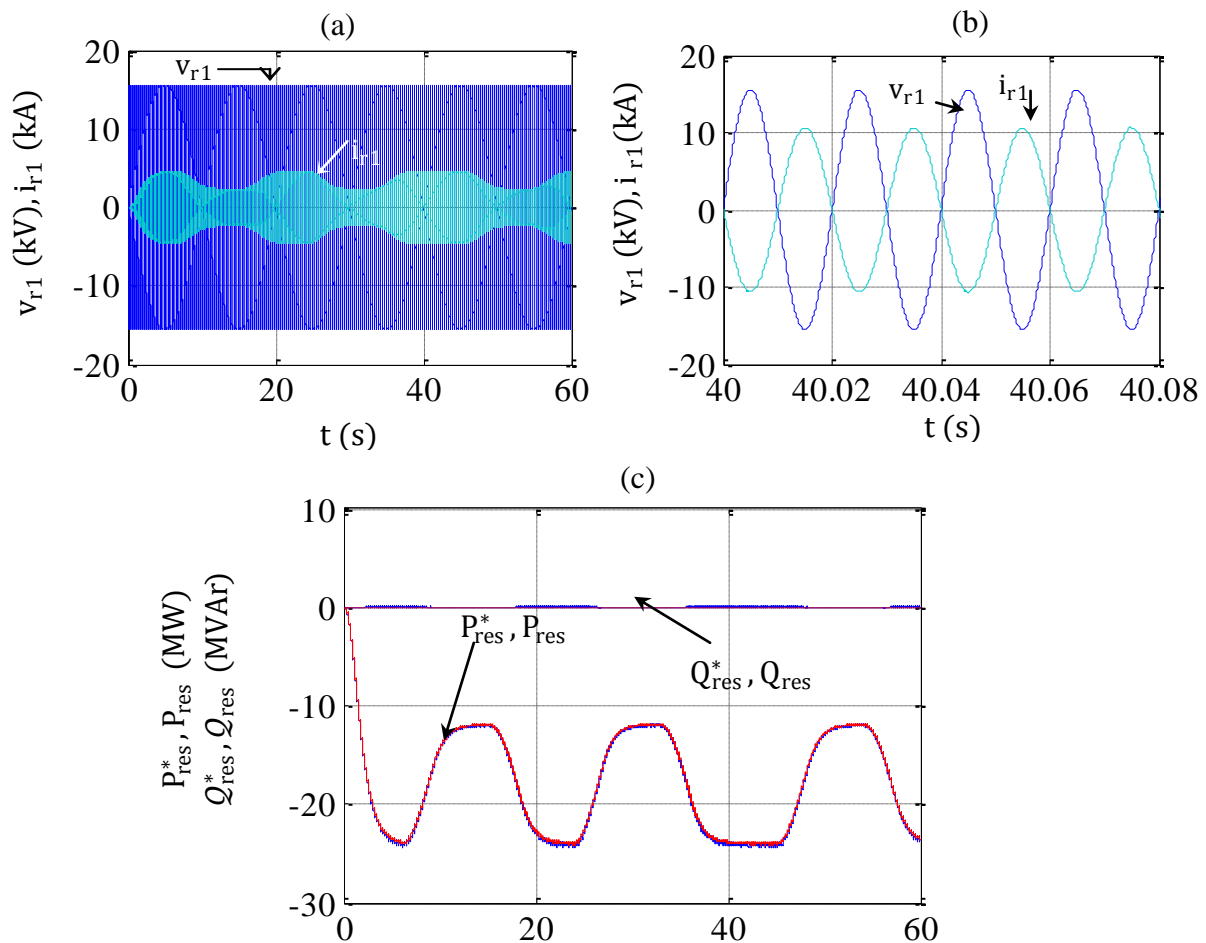 (a)
v_r1 (kV), i_r1 (kA)
20
10
0
-10
-20
v_r1
i_r1
0 20 40 60
t (s)
(b)
v_r1 (kV), i_r1(kA)
20
10
0
-10
-20
v_r1
i_r1
40 40.02 40.04 40.06 40.08
t (s)
(c)
P*_res, P_res (MW)
Q*_res, Q_res (MVAr)
10
0
-10
-20
-30
P*_res, P_res
Q*_res, Q_res
0 20 40 60